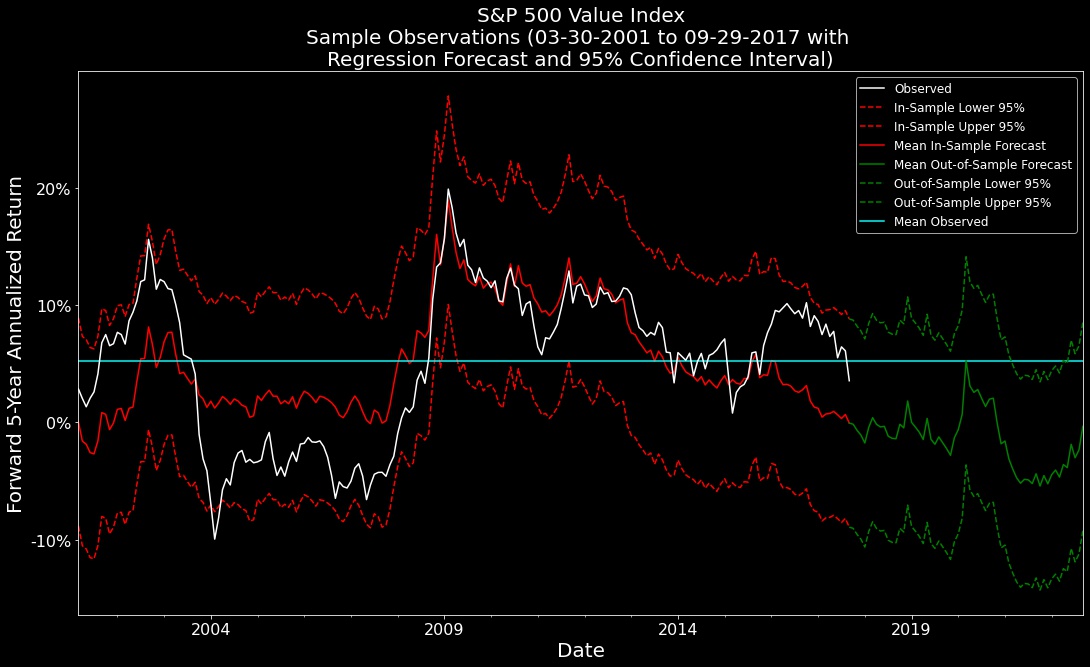 S&P 500 Value Index
Sample Observations (03-30-2001 to 09-29-2017 with
Regression Forecast and 95% Confidence Interval)
Observed
In-Sample Lower 95%
In-Sample Upper 95%
Mean In-Sample Forecast
Mean Out-of-Sample Forecast
Out-of-Sample Lower 95%
Out-of-Sample Upper 95%
Mean Observed
Forward 5-Year Annualized Return
20%
10%
0%
-10%
2004
2009
2014
2019
Date